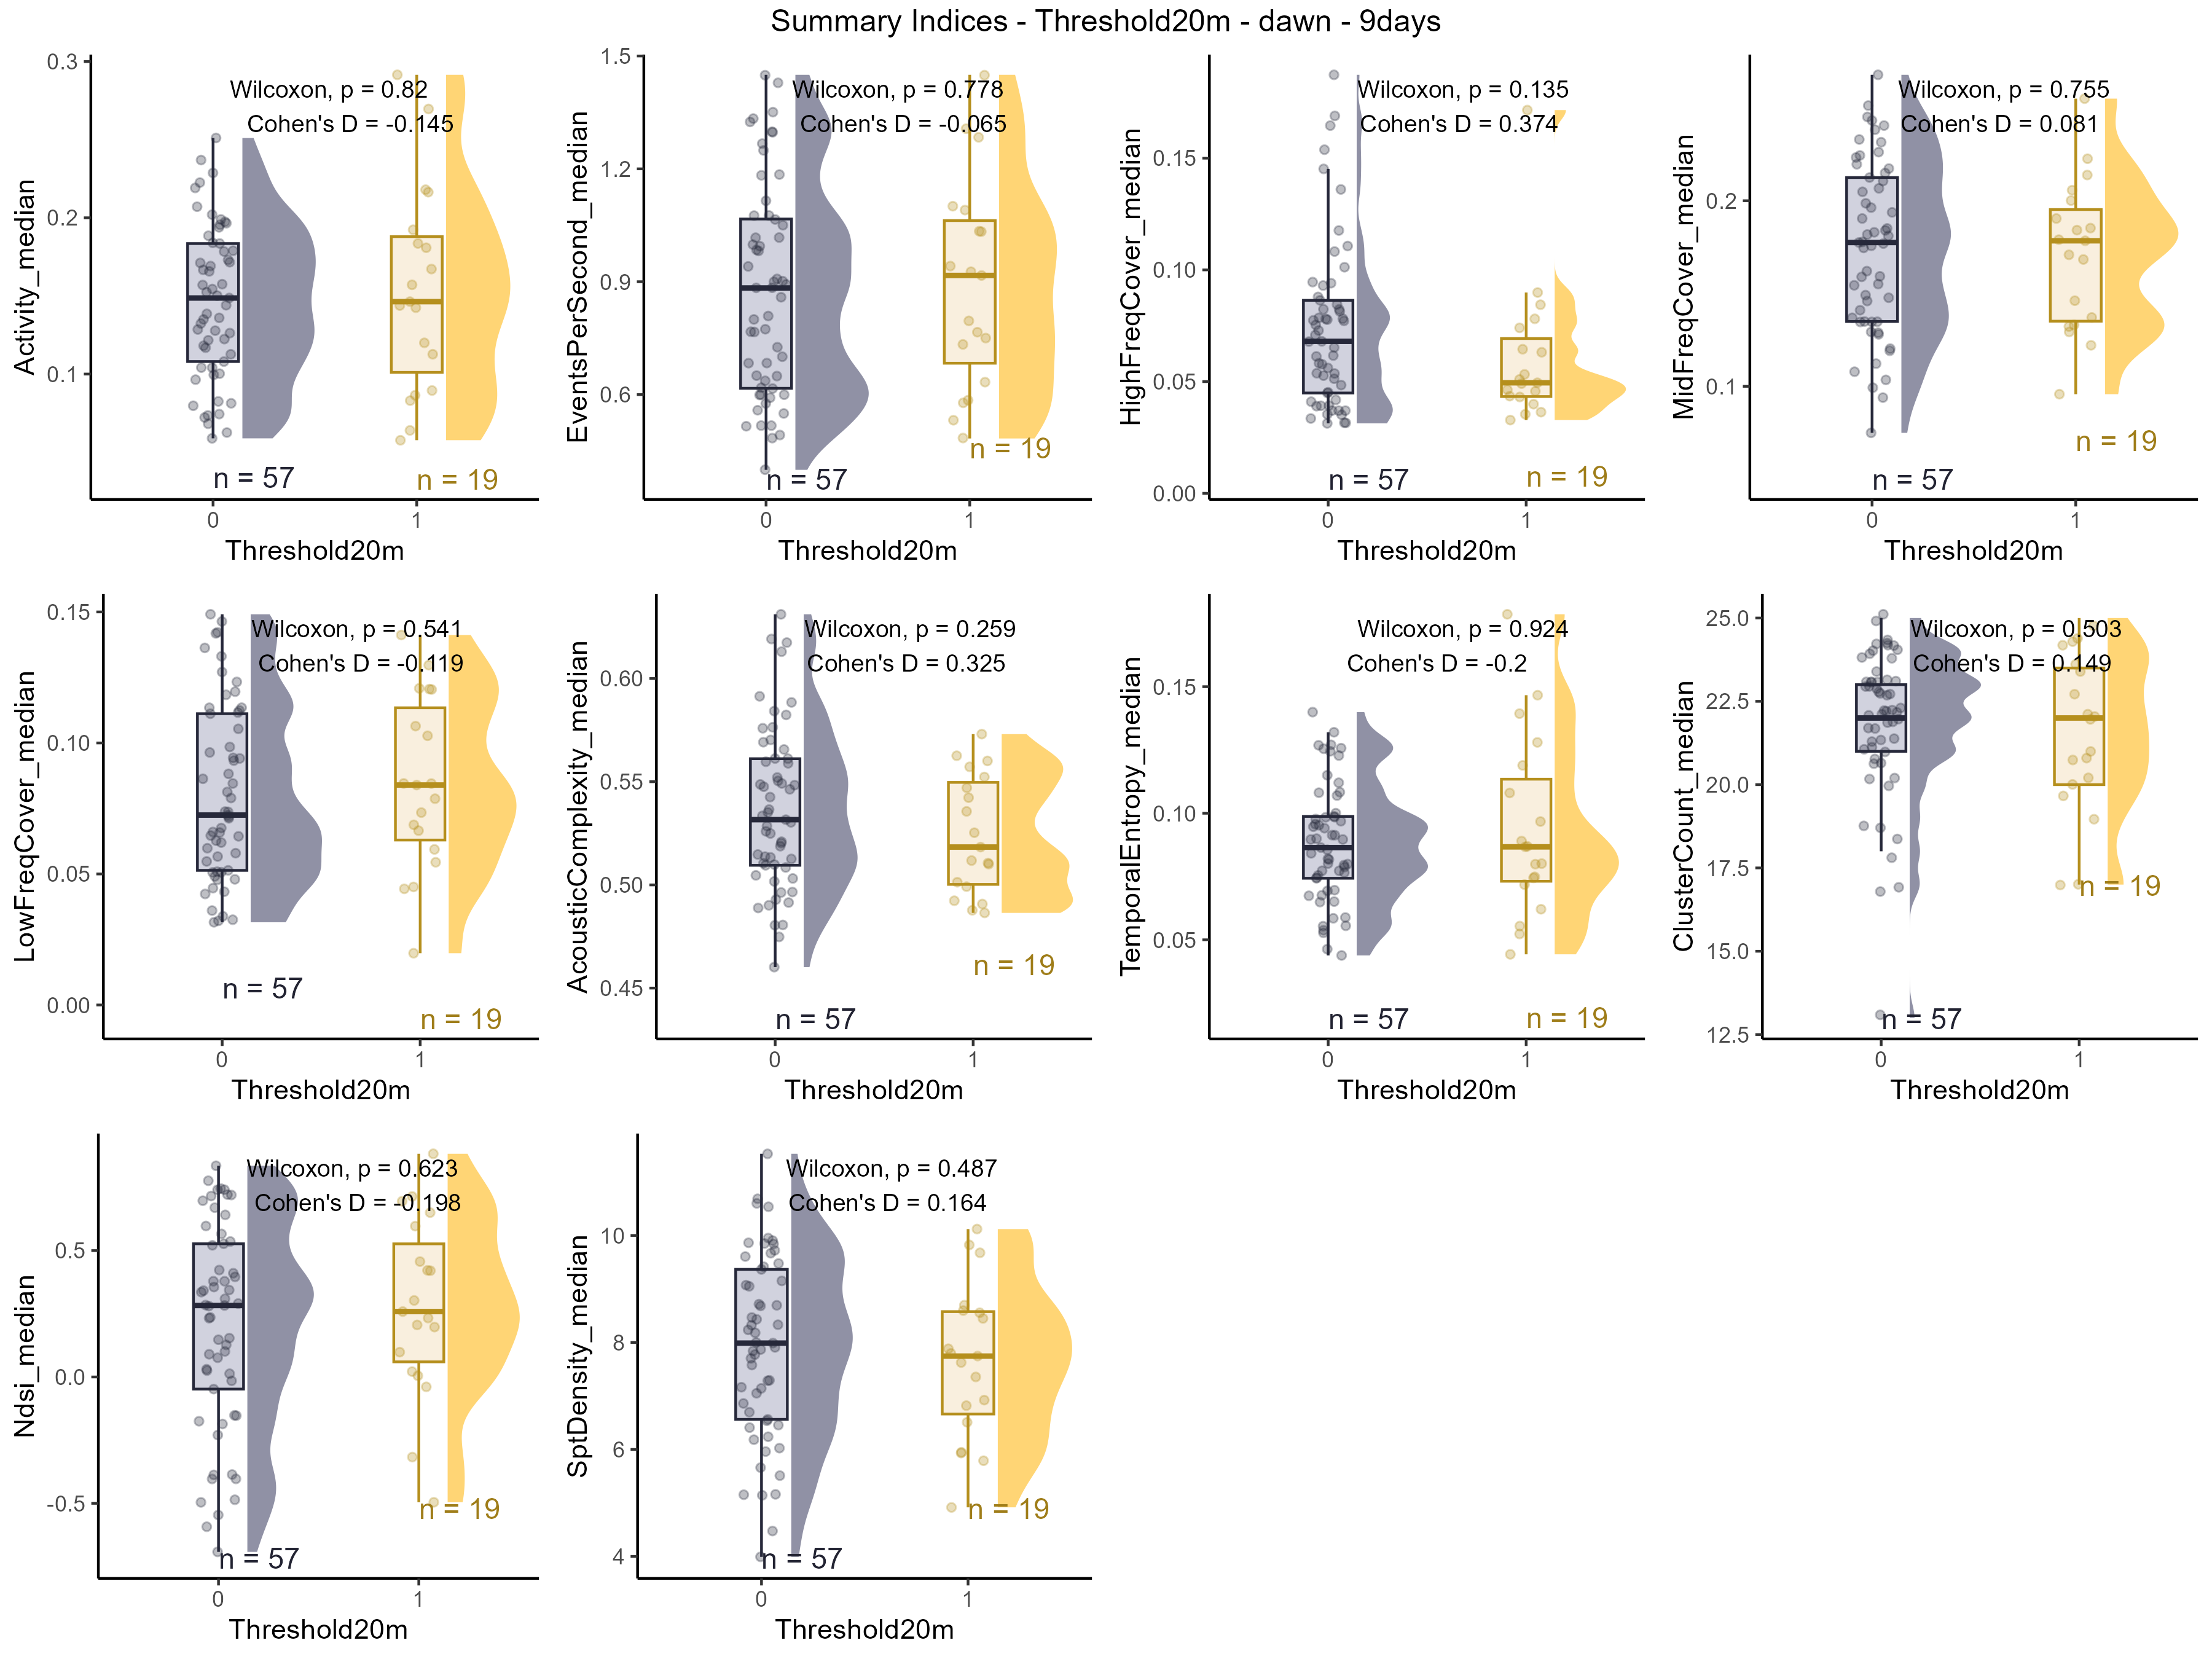 Summary Indices - Threshold20m - dawn - 9days
Activity_median
0.3
0.2
0.1
Wilcoxon, p = 0.82
Cohen's D = -0.145
n = 57
n = 19
0
1
Threshold20m
EventsPerSecond_median
1.5
1.2
0.9
0.6
Wilcoxon, p = 0.778
Cohen's D = -0.065
n = 57
n = 19
0
1
Threshold20m
HighFreqCover_median
0.15
0.10
0.05
0.00
Wilcoxon, p = 0.135
Cohen's D = 0.374
n = 57
n = 19
0
1
Threshold20m
MidFreqCover_median
0.2
0.1
Wilcoxon, p = 0.755
Cohen's D = 0.081
n = 57
n = 19
0
1
Threshold20m
LowFreqCover_median
0.15
0.10
0.05
0.00
Wilcoxon, p = 0.541
Cohen's D = -0.119
n = 57
n = 19
0
1
Threshold20m
AcousticComplexity_median
0.60
0.55
0.50
0.45
Wilcoxon, p = 0.259
Cohen's D = 0.325
n = 57
n = 19
0
1
Threshold20m
TemporalEntropy_median
0.15
0.10
0.05
Wilcoxon, p = 0.924
Cohen's D = -0.2
n = 57
n = 19
0
1
Threshold20m
ClusterCount_median
25.0
22.5
20.0
17.5
15.0
12.5
Wilcoxon, p = 0.503
Cohen's D = 0.149
n = 57
n = 19
0
1
Threshold20m
Ndsi_median
0.5
0.0
-0.5
Wilcoxon, p = 0.623
Cohen's D = -0.198
n = 57
n = 19
0
1
Threshold20m
SptDensity_median
10
8
6
4
Wilcoxon, p = 0.487
Cohen's D = 0.164
n = 57
n = 19
0
1
Threshold20m